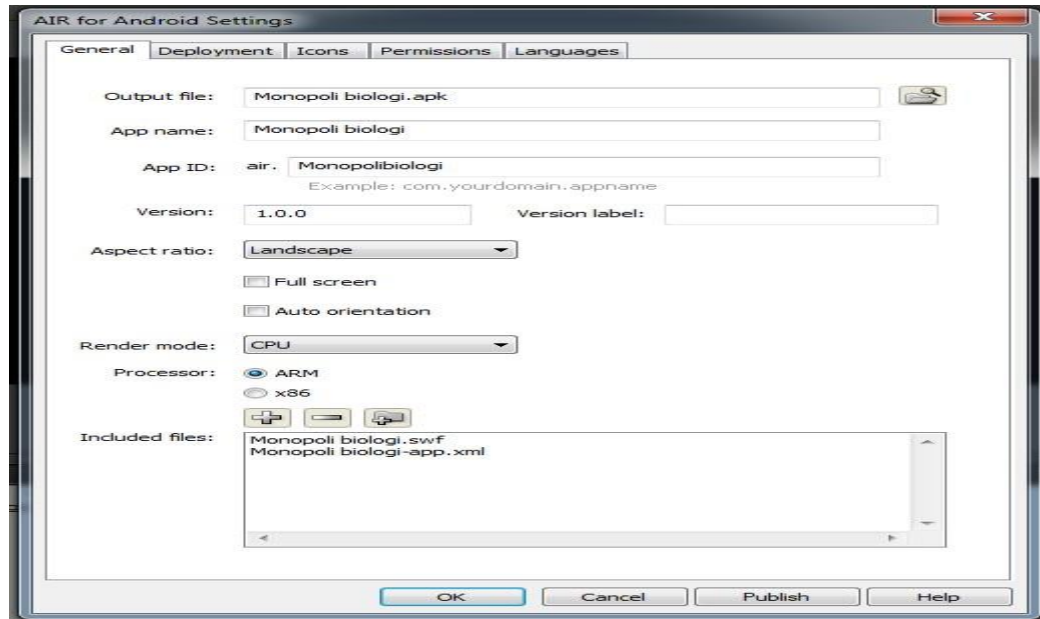 AIR for Android Settings
General Deployment Icons Permissions Languages
Output file: Monopoli biologi.apk
App name: Monopoli biologi
App ID: air. Monopolibiologi
Example: com.yourdomain.appname
Version: 1.0.0 Version label:
Aspect ratio: Landscape
Full screen
Auto orientation
Render mode: CPU
Processor: ARM
x86
Included files:
Monopoli biologi.swf
Monopoli biologi-app.xml
OK Cancel Publish Help